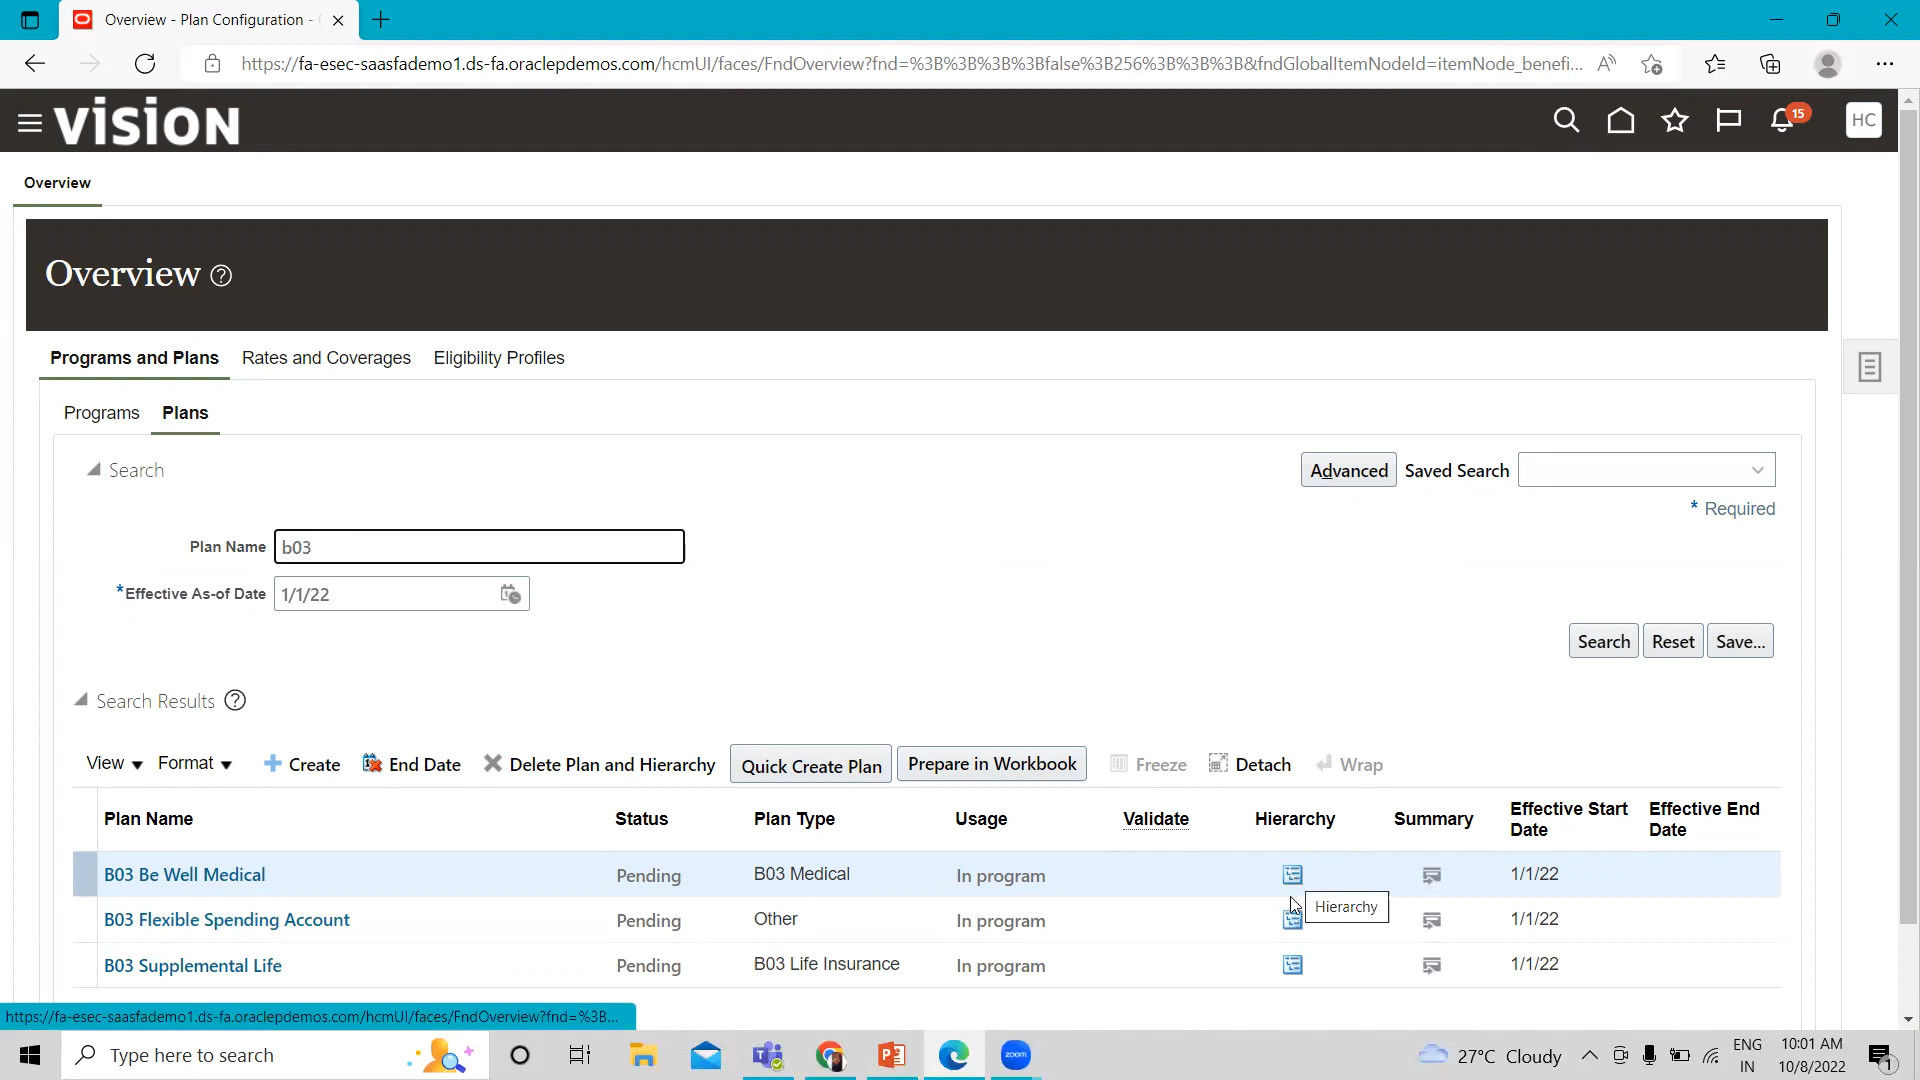 Overview - Plan Configuration -
https://fa-esec-saasfademo1.ds-fa.oraclepdemos.com/hcmUI/faces/FndOverview?fnd=%3B%3B%3B%3Bfalse%3B256%3B%3B%3B&fndGlobalItemNodeId=itemNode_benefi...
vision
15
HC
Overview
Overview
Programs and Plans Rates and Coverages Eligibility Profiles
Programs Plans
Search
Advanced Saved Search
* Required
Plan Name b03
*Effective As-of Date 1/1/22
Search Reset Save...
Search Results
View Format Create End Date Delete Plan and Hierarchy Quick Create Plan Prepare in Workbook Freeze Detach Wrap
Plan Name Status Plan Type Usage Validate Hierarchy Summary Effective Start Date Effective End Date
B03 Be Well Medical Pending B03 Medical In program 1/1/22
Hierarchy
B03 Flexible Spending Account Pending Other In program 1/1/22
B03 Supplemental Life Pending B03 Life Insurance In program 1/1/22
https://fa-esec-saasfademo1.ds-fa.oraclepdemos.com/hcmUI/faces/FndOverview?fnd=%3B...
Type here to search
zoom
27°C Cloudy
ENG
IN
10:01 AM
10/8/2022
1